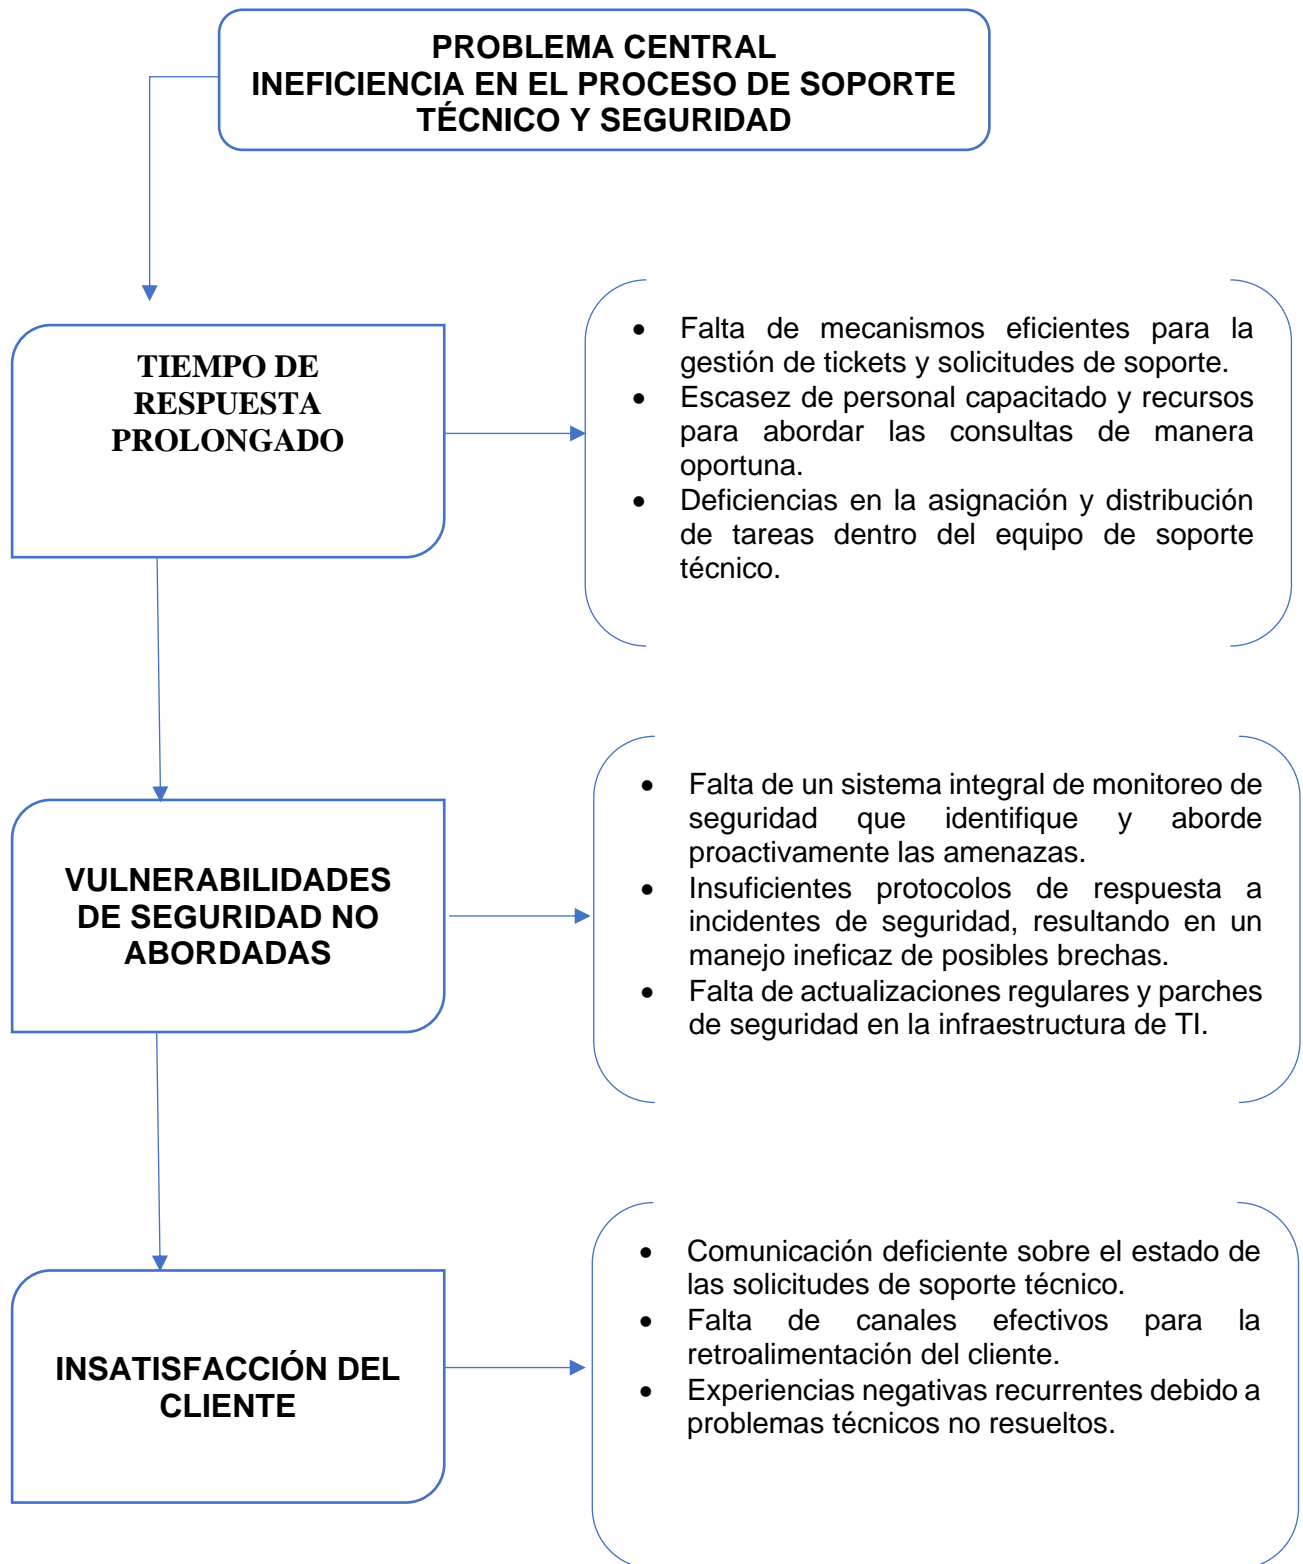 PROBLEMA CENTRAL
INEFICIENCIA EN EL PROCESO DE SOPORTE
TÉCNICO Y SEGURIDAD
TIEMPO DE
RESPUESTA
PROLONGADO
• Falta de mecanismos eficientes para la
gestión de tickets y solicitudes de soporte.
• Escasez de personal capacitado y recursos
para abordar las consultas de manera
oportuna.
• Deficiencias en la asignación y distribución
de tareas dentro del equipo de soporte
técnico.
VULNERABILIDADES
DE SEGURIDAD NO
ABORDADAS
• Falta de un sistema integral de monitoreo de
seguridad que identifique y aborde
proactivamente las amenazas.
• Insuficientes protocolos de respuesta a
incidentes de seguridad, resultando en un
manejo ineficaz de posibles brechas.
• Falta de actualizaciones regulares y parches
de seguridad en la infraestructura de TI.
INSATISFACCIÓN DEL
CLIENTE
• Comunicación deficiente sobre el estado de
las solicitudes de soporte técnico.
• Falta de canales efectivos para la
retroalimentación del cliente.
• Experiencias negativas recurrentes debido a
problemas técnicos no resueltos.